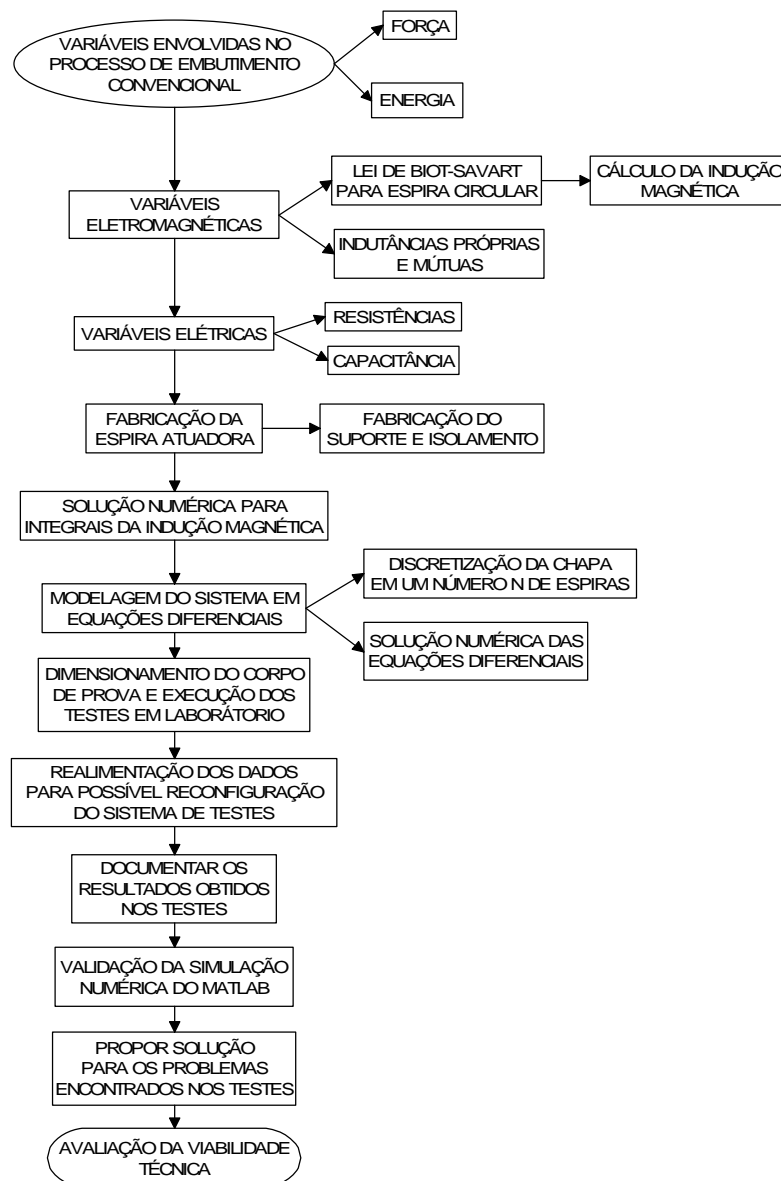 VARIÁVEIS ENVOLVIDAS NO
PROCESSO DE EMBUTIMENTO
CONVENCIONAL
FORÇA
ENERGIA
VARIÁVEIS
ELETROMAGNÉTICAS
LEI DE BIOT-SAVART
PARA ESPIRA CIRCULAR
CÁLCULO DA INDUÇÃO
MAGNÉTICA
INDUTÂNCIAS PRÓPRIAS
E MÚTUAS
VARIÁVEIS ELÉTRICAS
RESISTÊNCIAS
CAPACITÂNCIA
FABRICAÇÃO DA
ESPIRA ATUADORA
FABRICAÇÃO DO
SUPORTE E ISOLAMENTO
SOLUÇÃO NUMÉRICA PARA
INTEGRAIS DA INDUÇÃO MAGNÉTICA
MODELAGEM DO SISTEMA EM
EQUAÇÕES DIFERENCIAIS
DISCRETIZAÇÃO DA CHAPA
EM UM NÚMERO N DE ESPIRAS
SOLUÇÃO NUMÉRICA DAS
EQUAÇÕES DIFERENCIAIS
DIMENSIONAMENTO DO CORPO
DE PROVA E EXECUÇÃO DOS
TESTES EM LABORÁTORIO
REALIMENTAÇÃO DOS DADOS
PARA POSSÍVEL RECONFIGURAÇÃO
DO SISTEMA DE TESTES
DOCUMENTAR OS
RESULTADOS OBTIDOS
NOS TESTES
VALIDAÇÃO DA SIMULAÇÃO
NUMÉRICA DO MATLAB
PROPOR SOLUÇÃO
PARA OS PROBLEMAS
ENCONTRADOS NOS TESTES
AVALIAÇÃO DA VIABILIDADE
TÉCNICA